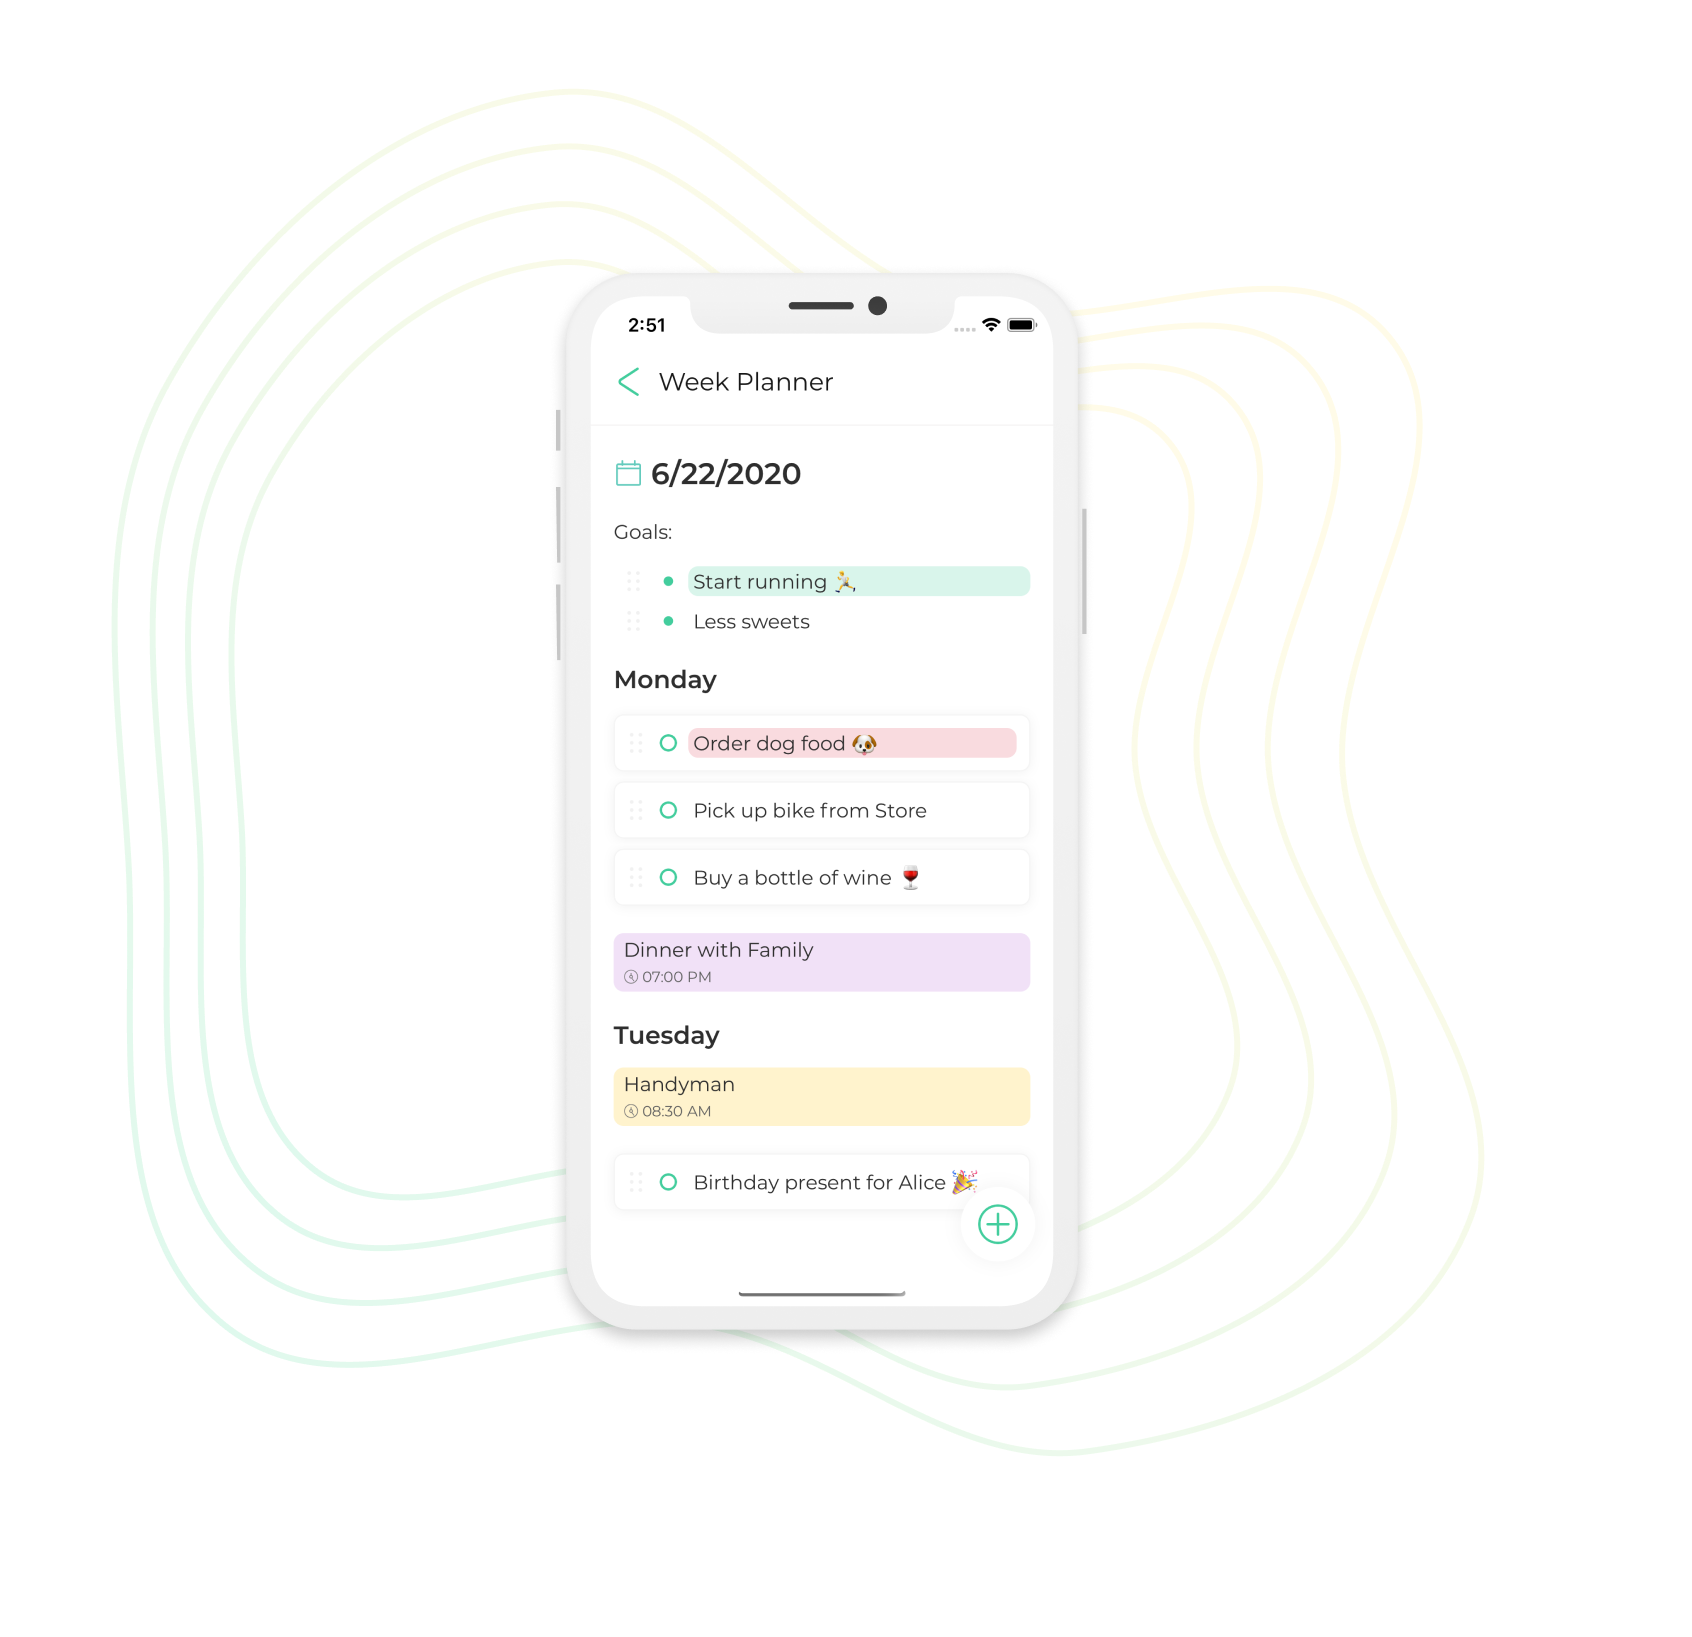 2:51
Week Planner
6/22/2020
Goals:
Start running 🏃
Less sweets
Monday
Order dog food 🐶
Pick up bike from Store
Buy a bottle of wine 🍷
Dinner with Family
07:00 PM
Tuesday
Handyman
08:30 AM
Birthday present for Alice 🎉